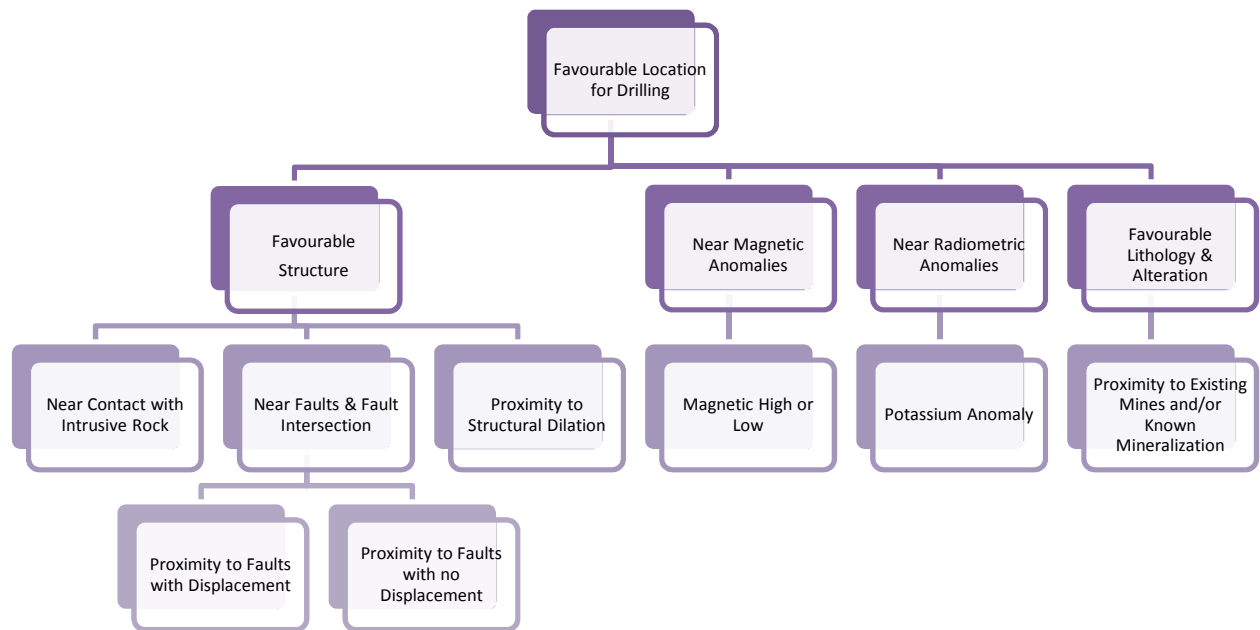 Favourable Location
for Drilling
Favourable
Structure
Near Magnetic
Anomalies
Near Radiometric
Anomalies
Favourable
Lithology &
Alteration
Near Contact with
Intrusive Rock
Near Faults & Fault
Intersection
Proximity to
Structural Dilation
Magnetic High or
Low
Potassium Anomaly
Proximity to Existing
Mines and/or
Known
Mineralization
Proximity to Faults
with Displacement
Proximity to Faults
with no
Displacement